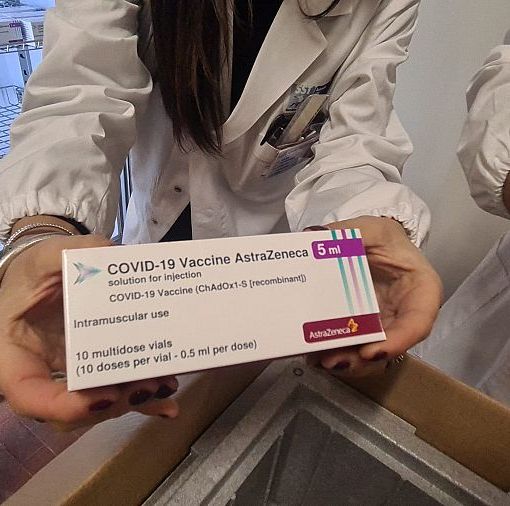 COVID-19 Vaccine AstraZeneca 5 ml
solution for injection
COVID-19 Vaccine (ChAdOx1-S [recombinant])
Intramuscular use
AstraZeneca
10 multidose vials
(10 doses per vial - 0.5 ml per dose)